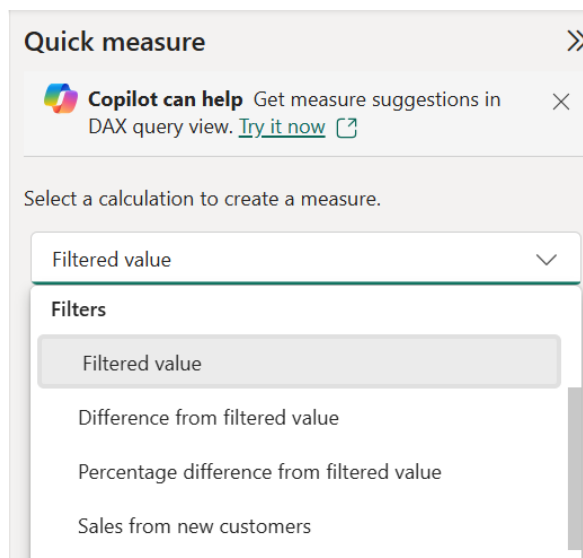 Quick measure
Copilot can help Get measure suggestions in
DAX query view. Try it now
Select a calculation to create a measure.
Filtered value
Filters
Filtered value
Difference from filtered value
Percentage difference from filtered value
Sales from new customers